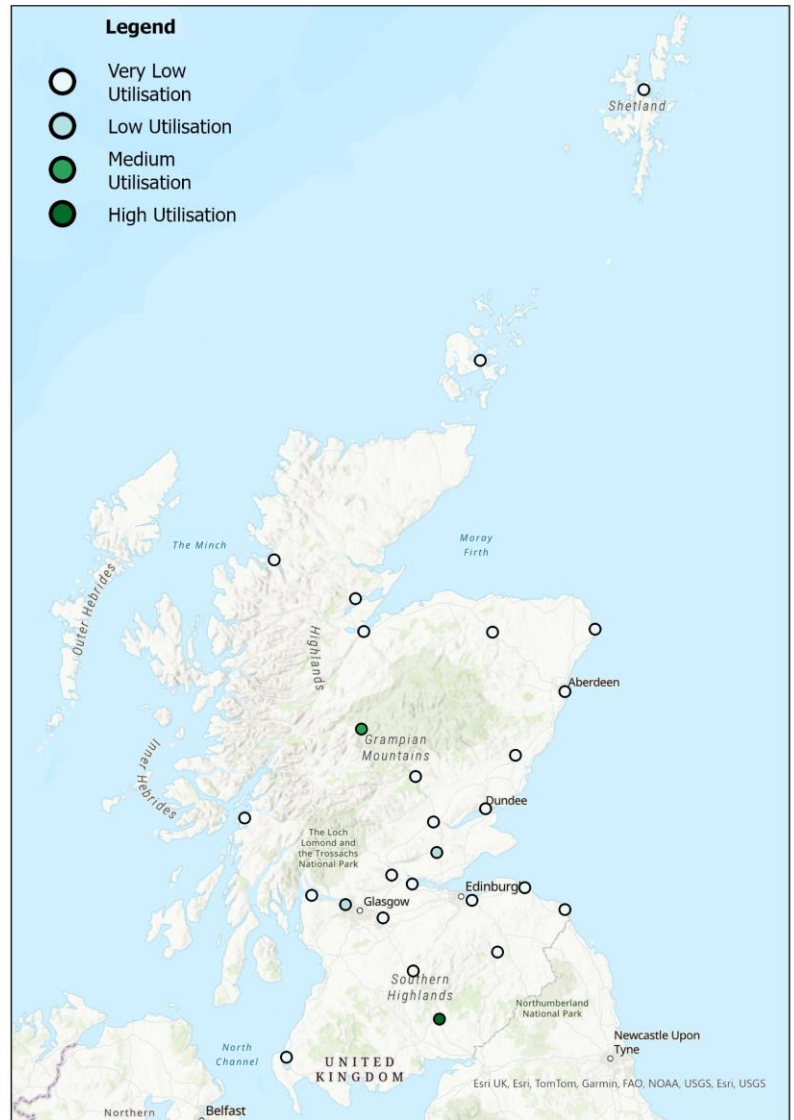 Legend
Very Low
Utilisation
Low Utilisation
Medium
Utilisation
High Utilisation
Shetland
The Minch
Moray
Firth
Outer Hebrides
Highlands
Aberdeen
Grampian
Mountains
Inner Hebrides
Dundee
The Loch
Lomond and
the Trossachs
National Park
Edinburgh
Glasgow
Southern
Highlands
Northumberland
National Park
North
Channel
Newcastle Upon
Tyne
UNITED
KINGDOM
Esri UK, Esri, TomTom, Garmin, FAO, NOAA, USGS, Esri, USGS
Northern
Belfast